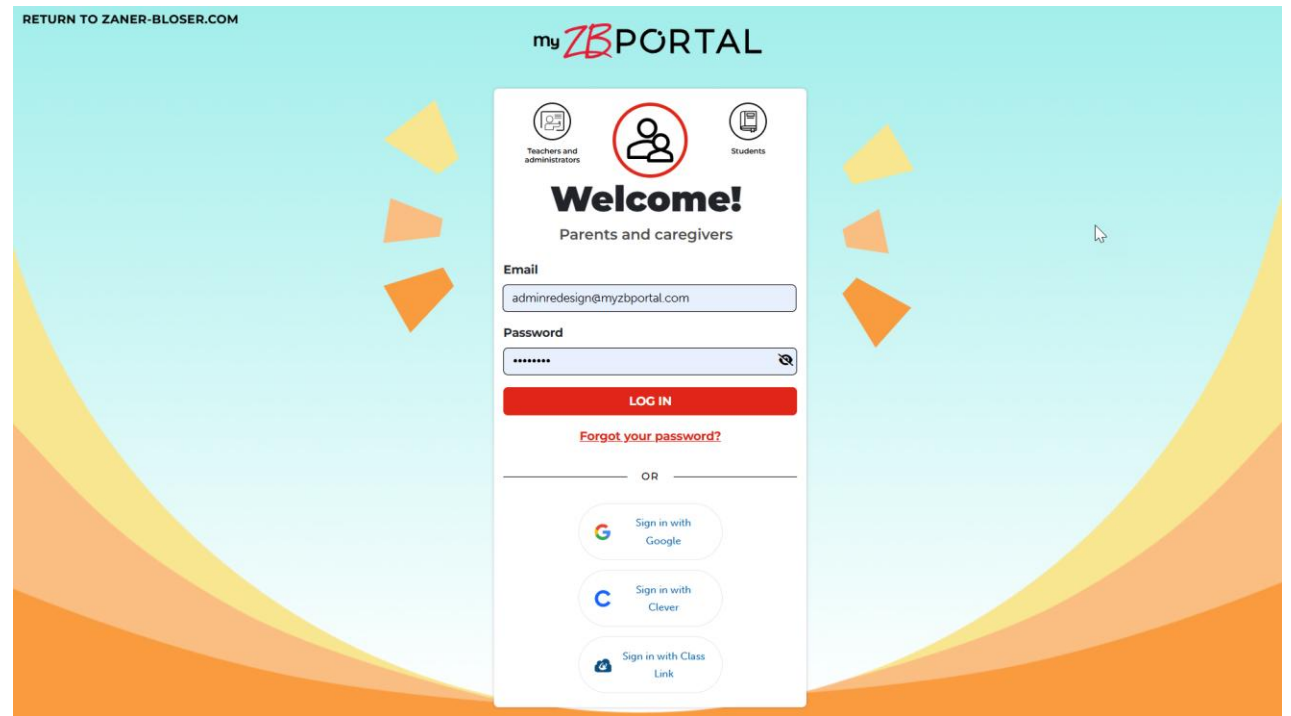 RETURN TO ZANER-BLOSER.COM
my ZB PORTAL
Teachers and
administrators
Students
Welcome!
Parents and caregivers
Email
adminredesign@myzbportal.com
Password
••••••••
LOG IN
Forgot your password?
OR
Sign in with
Google
Sign in with
Clever
Sign in with Class
Link